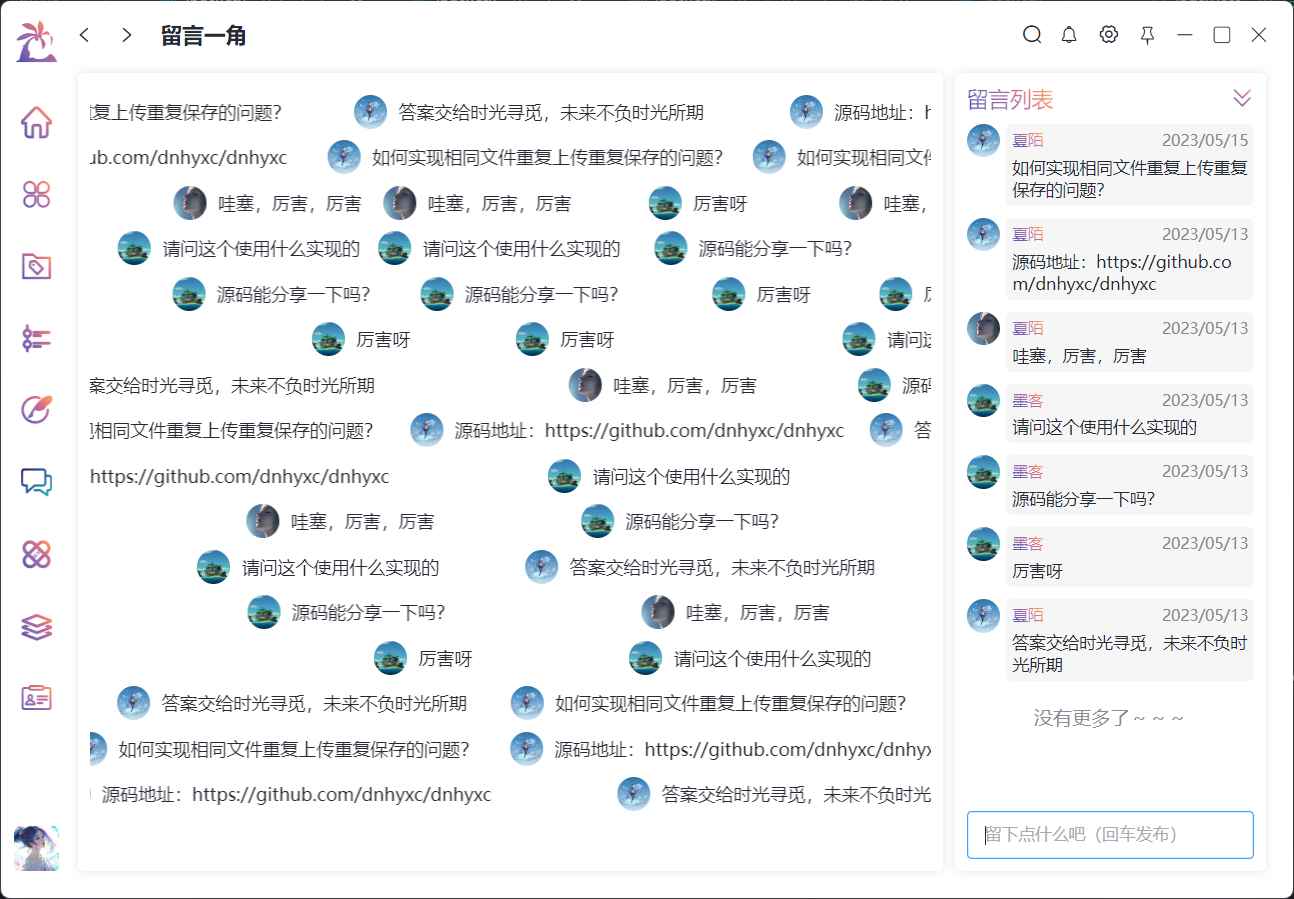 留言一角
复上传重复保存的问题？ 答案交给时光寻觅，未来不负时光所期 源码地址：
ub.com/dnhyxc/dnhyxc 如何实现相同文件重复上传重复保存的问题？ 如何实现相同文
哇塞，厉害，厉害 哇塞，厉害，厉害 厉害呀 哇塞，
请问这个使用什么实现的 请问这个使用什么实现的 源码能分享一下吗？
源码能分享一下吗？ 源码能分享一下吗？ 厉害呀
厉害呀 厉害呀 请问
案交给时光寻觅，未来不负时光所期 哇塞，厉害，厉害 源
相同文件重复上传重复保存的问题？ 源码地址：https://github.com/dnhyxc/dnhyxc 答
https://github.com/dnhyxc/dnhyxc 请问这个使用什么实现的
哇塞，厉害，厉害 源码能分享一下吗？
请问这个使用什么实现的 答案交给时光寻觅，未来不负时光所期
源码能分享一下吗？ 哇塞，厉害，厉害
厉害呀 请问这个使用什么实现的
答案交给时光寻觅，未来不负时光所期 如何实现相同文件重复上传重复保存的问题？
如何实现相同文件重复上传重复保存的问题？ 源码地址：https://github.com/dnhyxc/dnhy
源码地址：https://github.com/dnhyxc/dnhyxc 答案交给时光寻觅，未来不负时光
留言列表
夏陌 2023/05/15
如何实现相同文件重复上传重复
保存的问题？
夏陌 2023/05/13
源码地址：https://github.co
m/dnhyxc/dnhyxc
夏陌 2023/05/13
哇塞，厉害，厉害
墨客 2023/05/13
请问这个使用什么实现的
墨客 2023/05/13
源码能分享一下吗？
墨客 2023/05/13
厉害呀
夏陌 2023/05/13
答案交给时光寻觅，未来不负时
光所期
没有更多了～～～
留下点什么吧（回车发布）